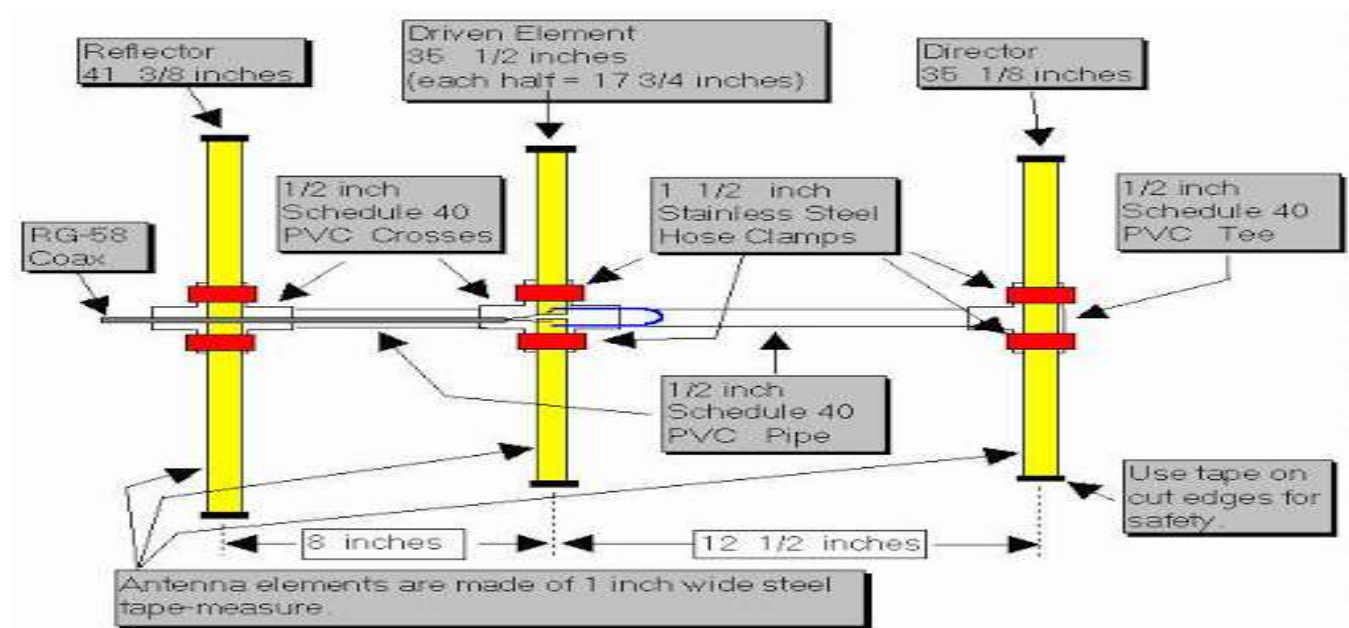 Reflector
41 3/8 inches
Driven Element
35 1/2 inches
(each half = 17 3/4 inches)
Director
35 1/8 inches
1/2 inch
Schedule 40
PVC Crosses
1 1/2 inch
Stainless Steel
Hose Clamps
1/2 inch
Schedule 40
PVC Tee
RG-58
Coax
1/2 inch
Schedule 40
PVC Pipe
Use tape on
cut edges for
safety.
8 inches
12 1/2 inches
Antenna elements are made of 1 inch wide steel
tape-measure.